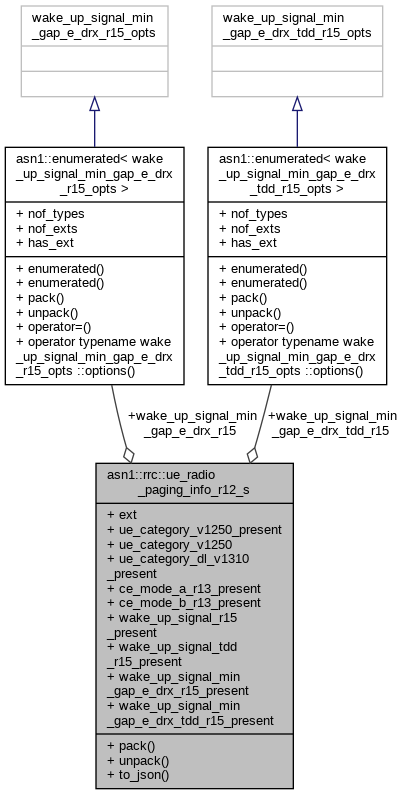 wake_up_signal_min
_gap_e_drx_r15_opts
wake_up_signal_min
_gap_e_drx_tdd_r15_opts
asn1::enumerated< wake
_up_signal_min_gap_e_drx
_r15_opts >
+ nof_types
+ nof_exts
+ has_ext
+ enumerated()
+ enumerated()
+ pack()
+ unpack()
+ operator=()
+ operator typename wake
_up_signal_min_gap_e_drx
_r15_opts ::options()
asn1::enumerated< wake
_up_signal_min_gap_e_drx
_tdd_r15_opts >
+ nof_types
+ nof_exts
+ has_ext
+ enumerated()
+ enumerated()
+ pack()
+ unpack()
+ operator=()
+ operator typename wake
_up_signal_min_gap_e_drx
_tdd_r15_opts ::options()
+wake_up_signal_min
_gap_e_drx_r15
+wake_up_signal_min
_gap_e_drx_tdd_r15
asn1::rrc::ue_radio
_paging_info_r12_s
+ ext
+ ue_category_v1250_present
+ ue_category_v1250
+ ue_category_dl_v1310
_present
+ ce_mode_a_r13_present
+ ce_mode_b_r13_present
+ wake_up_signal_r15
_present
+ wake_up_signal_tdd
_r15_present
+ wake_up_signal_min
_gap_e_drx_r15_present
+ wake_up_signal_min
_gap_e_drx_tdd_r15_present
+ pack()
+ unpack()
+ to_json()